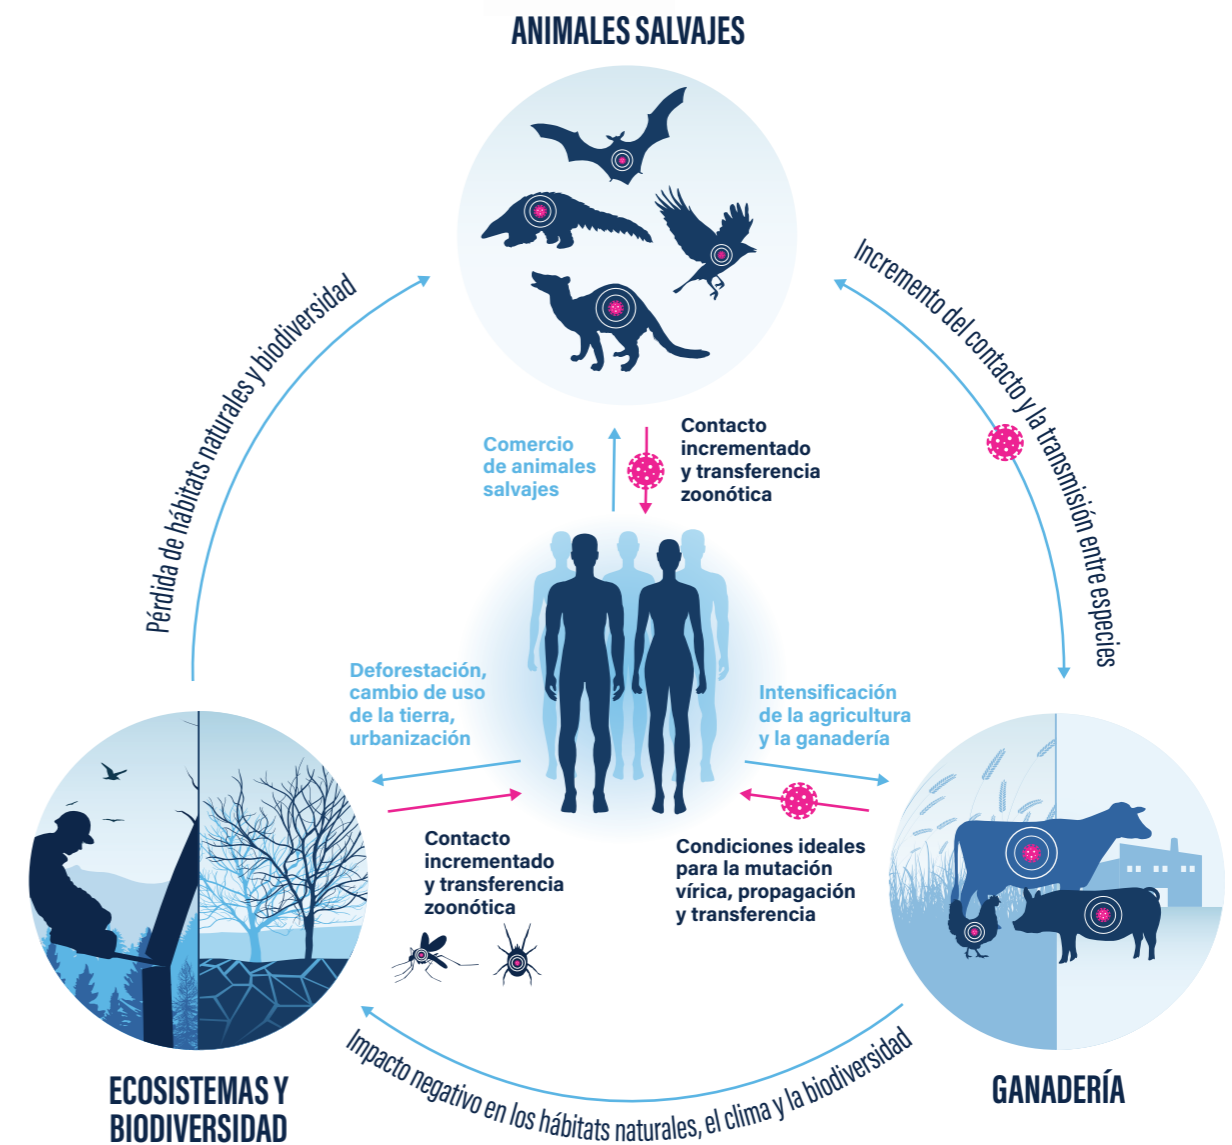 ANIMALES SALVAJES
Pérdida de hábitats naturales y biodiversidad
Incremento del contacto y la transmisión entre especies
Comercio
de animales
salvajes
Contacto
incrementado
y transferencia
zoonótica
Deforestación,
cambio de uso
de la tierra,
urbanización
Intensificación
de la agricultura
y la ganadería
Contacto
incrementado
y transferencia
zoonótica
Condiciones ideales
para la mutación
vírica, propagación
y transferencia
Impacto negativo en los hábitats naturales, el clima y la biodiversidad
ECOSISTEMAS Y
BIODIVERSIDAD
GANADERÍA